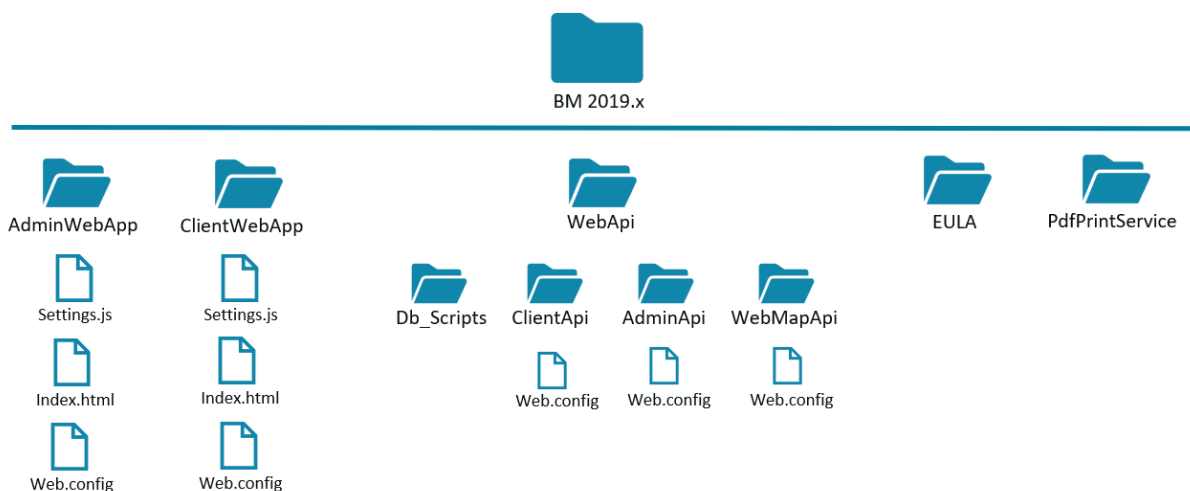 BM 2019.x
AdminWebApp
ClientWebApp
WebApi
EULA
PdfPrintService
Settings.js
Settings.js
Db_Scripts
ClientApi
AdminApi
WebMapApi
Index.html
Index.html
Web.config
Web.config
Web.config
Web.config
Web.config